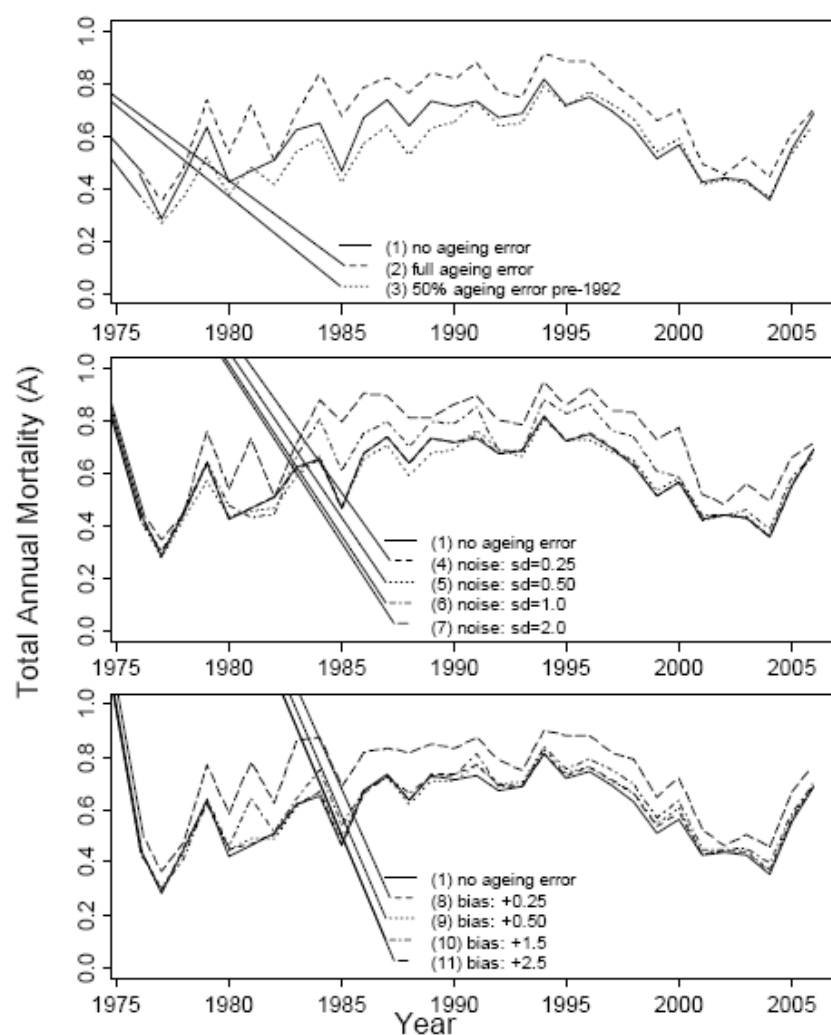 Total Annual Mortality (A)
1.0
0.8
0.6
0.4
0.2
0.0
(1) no ageing error
(2) full ageing error
(3) 50% ageing error pre-1992
1975 1980 1985 1990 1995 2000 2005
1.0
0.8
0.6
0.4
0.2
0.0
(1) no ageing error
(4) noise: sd=0.25
(5) noise: sd=0.50
(6) noise: sd=1.0
(7) noise: sd=2.0
1975 1980 1985 1990 1995 2000 2005
1.0
0.8
0.6
0.4
0.2
0.0
(1) no ageing error
(8) bias: +0.25
(9) bias: +0.50
(10) bias: +1.5
(11) bias: +2.5
1975 1980 1985 1990 1995 2000 2005
Year